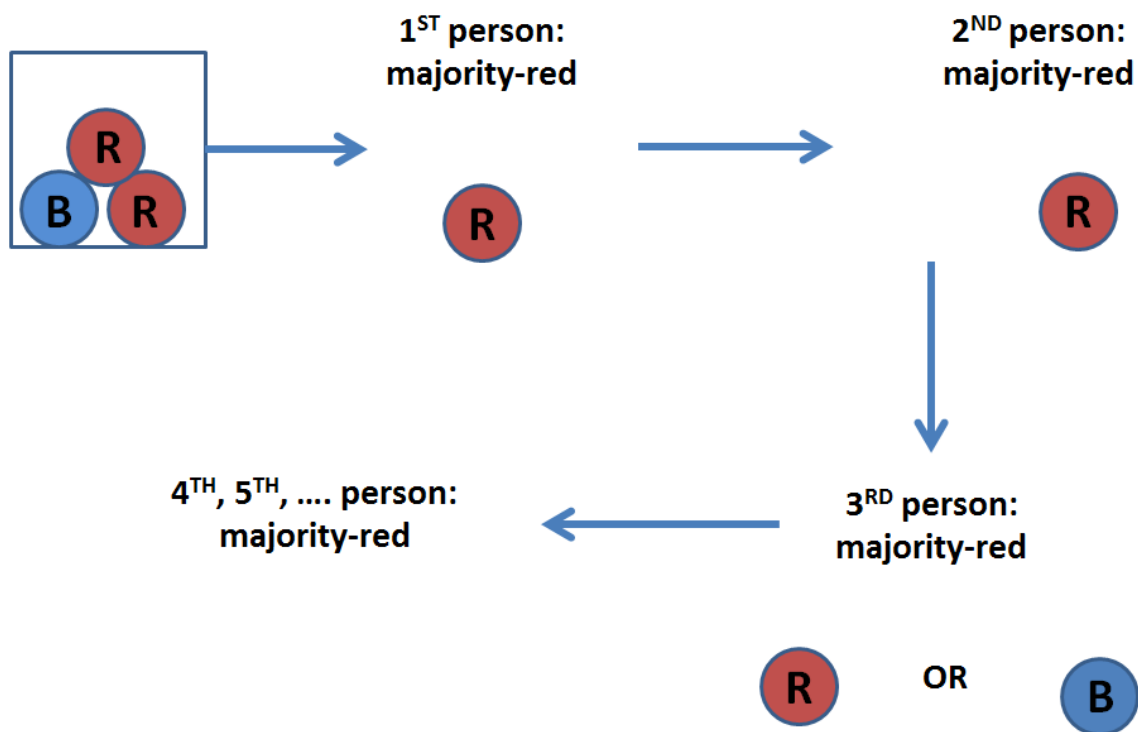 1ST person:
majority-red
2ND person:
majority-red
R
B
R
R
R
4TH, 5TH, .... person:
majority-red
3RD person:
majority-red
R
OR
B